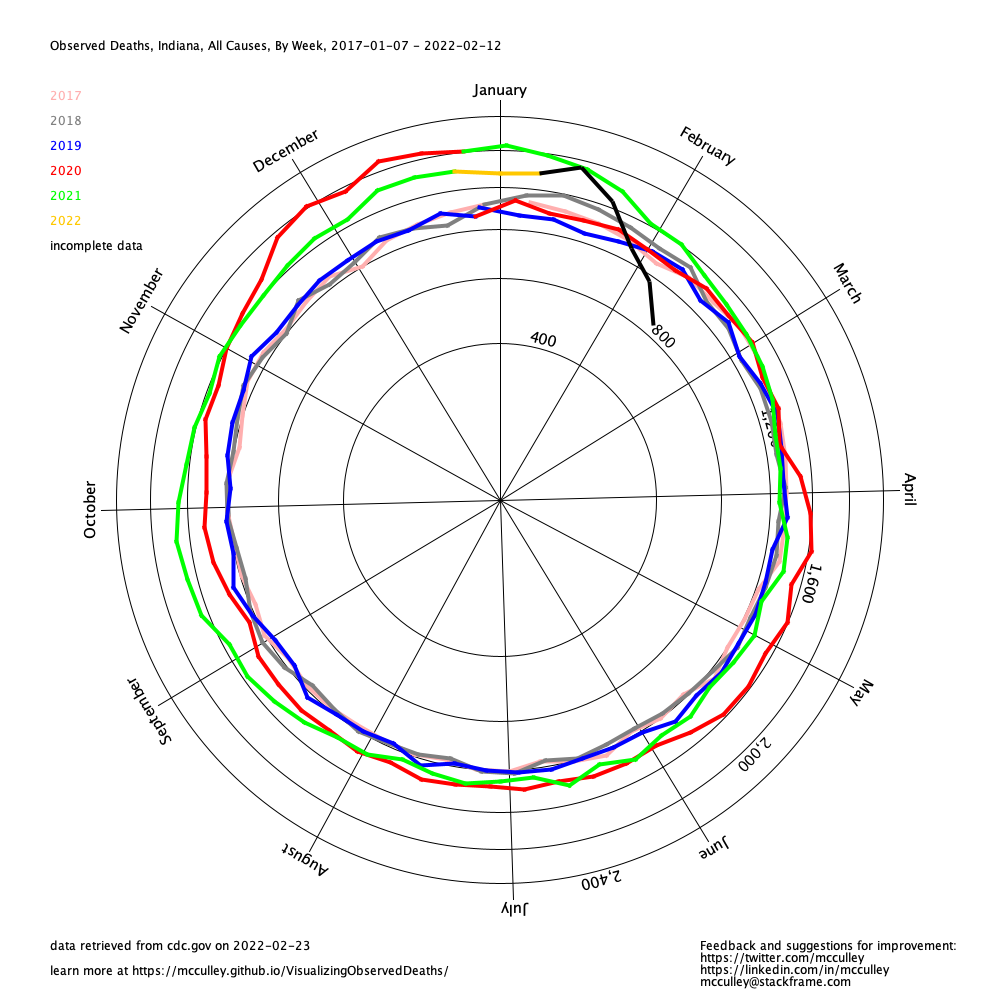 Observed Deaths, Indiana, All Causes, By Week, 2017-01-07 - 2022-02-12
January
2017
2018
2019
2020
2021
2022
incomplete data
December
February
November
March
400
800
1,200
October
April
1,600
September
May
2,000
August
June
2,400
July
data retrieved from cdc.gov on 2022-02-23
learn more at https://mcculley.github.io/VisualizingObservedDeaths/
Feedback and suggestions for improvement:
https://twitter.com/mcculley
https://linkedin.com/in/mcculley
mcculley@stackframe.com